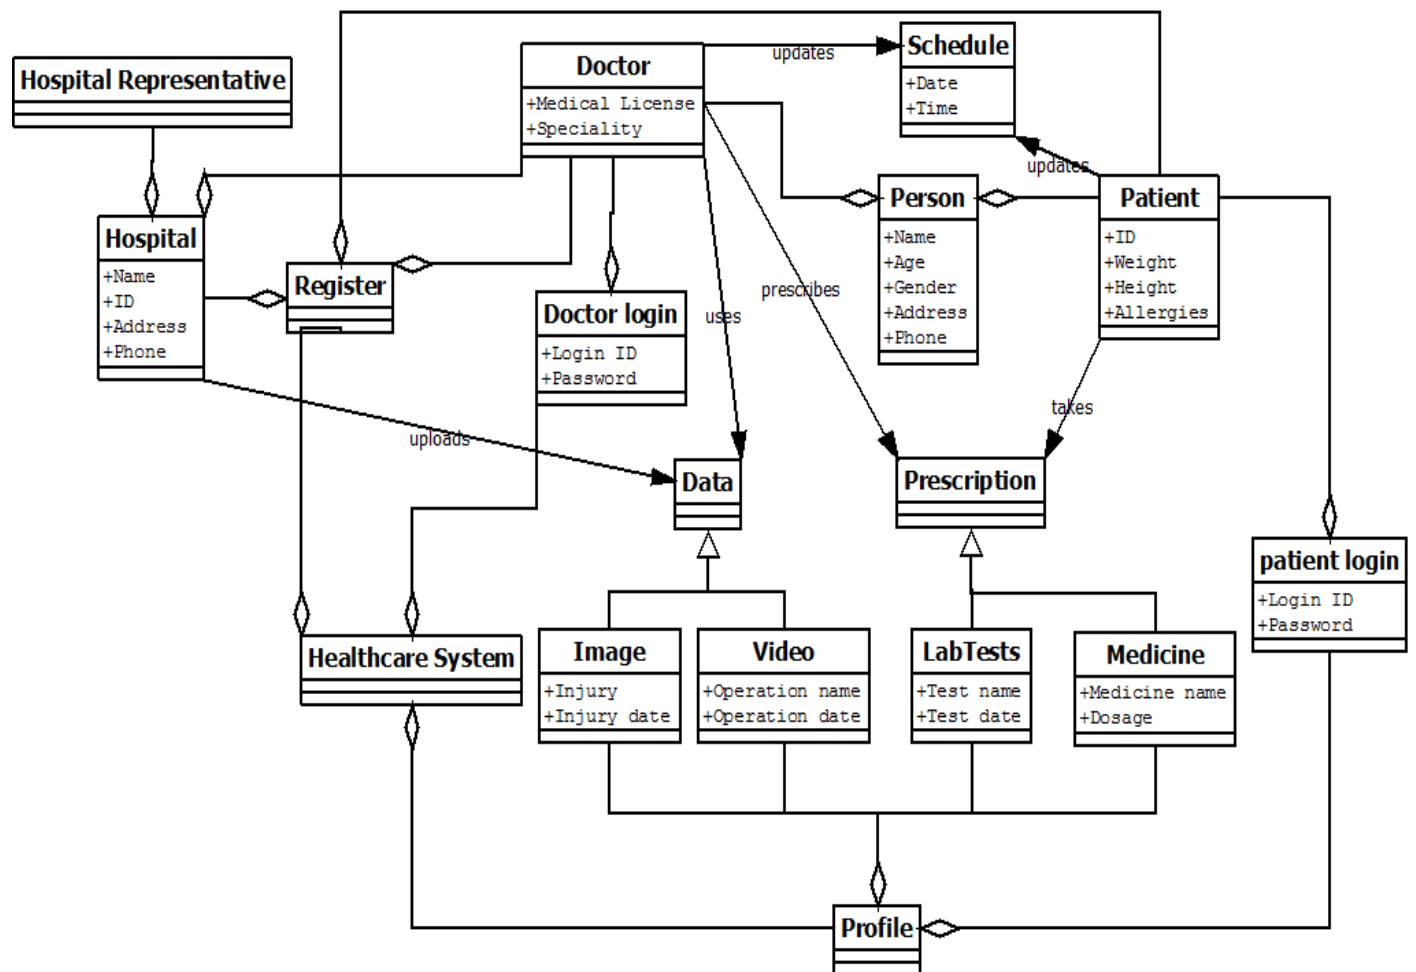 Hospital Representative
Doctor
+Medical License
+Speciality
updates
Schedule
+Date
+Time
updates
Hospital
+Name
+ID
+Address
+Phone
Register
Doctor login
+Login ID
+Password
uses
prescribes
Person
+Name
+Age
+Gender
+Address
+Phone
Patient
+ID
+Weight
+Height
+Allergies
takes
uploads
Data
Prescription
patient login
+Login ID
+Password
Healthcare System
Image
+Injury
+Injury date
Video
+Operation name
+Operation date
LabTests
+Test name
+Test date
Medicine
+Medicine name
+Dosage
Profile